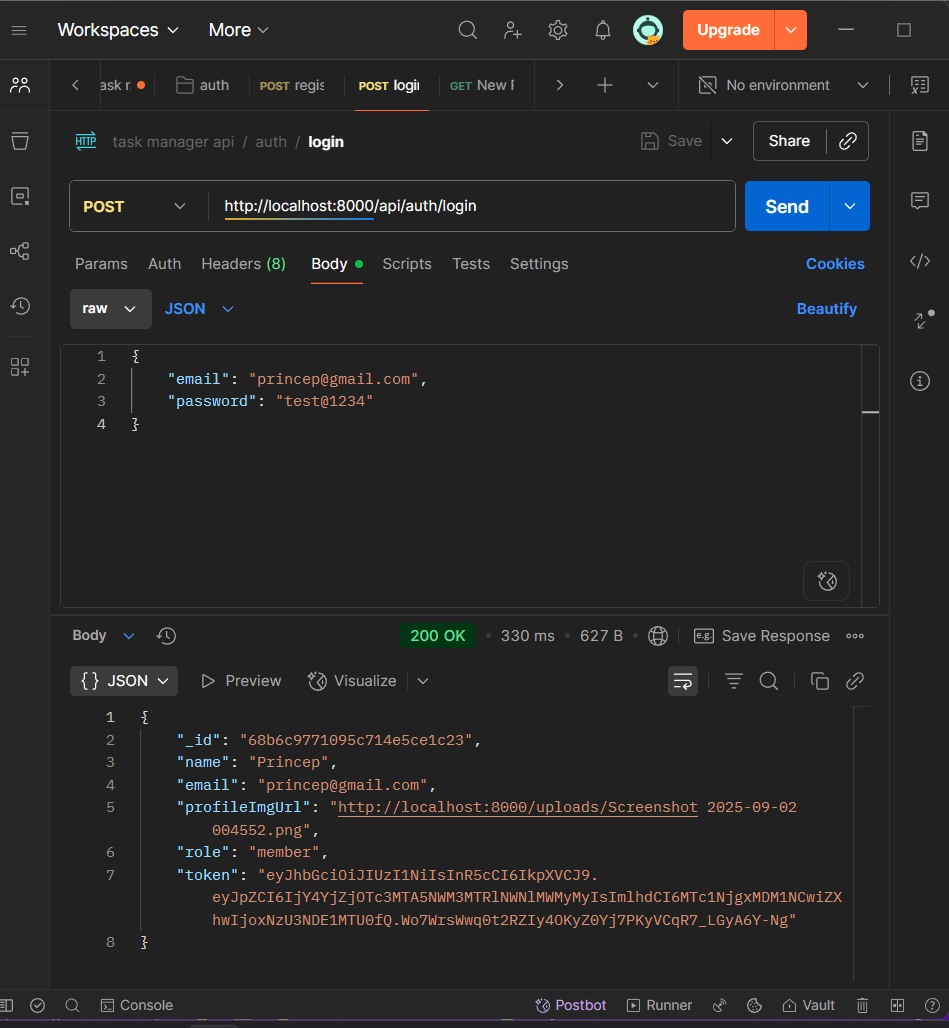 Workspaces More Upgrade
ask r. auth POST regis POST logi GET New F No environment
HTTP task manager api / auth / login Save Share
POST http://localhost:8000/api/auth/login Send
Params Auth Headers (8) Body Scripts Tests Settings Cookies
raw JSON Beautify
1 {
2 "email": "princep@gmail.com",
3 "password": "test@1234"
4 }
Body 200 OK 330 ms 627 B e.g. Save Response
{} JSON Preview Visualize
1 {
2 "_id": "68b6c9771095c714e5ce1c23",
3 "name": "Princep",
4 "email": "princep@gmail.com",
5 "profileImgUrl": "http://localhost:8000/uploads/Screenshot 2025-09-02
004552.png",
6 "role": "member",
7 "token": "eyJhbGciOiJIUzI1NiIsInR5cCI6IkpXVCJ9.
eyJpZCI6IjY4YjZjOTc3MTA5NWM3MTRlNWNlMWMyMyIsImlhdCI6MTc1NjgxMDM1NCwiZX
hwIjoxNzU3NDE1MTU0fQ.Wo7WrsWwq0t2RZIy4OKyZ0Yj7PKyVCqR7_LGyA6Y-Ng"
8 }
Console Postbot Runner Vault